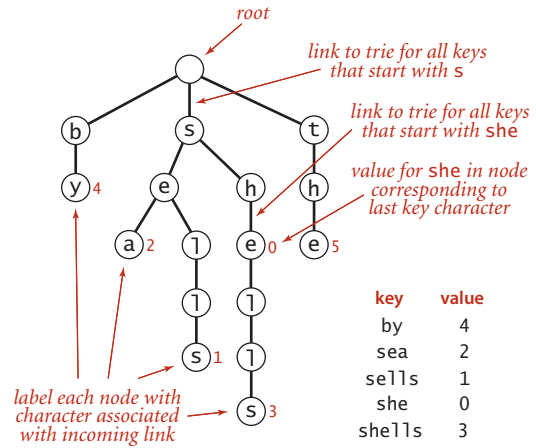 root
link to trie for all keys
that start with s
b
s
t
link to trie for all keys
that start with she
y 4
e
h
h
value for she in node
corresponding to
last key character
a 2
l
e 0
e 5
l
l
s 1
l
s 3
label each node with
character associated
with incoming link
key value
by 4
sea 2
sells 1
she 0
shells 3